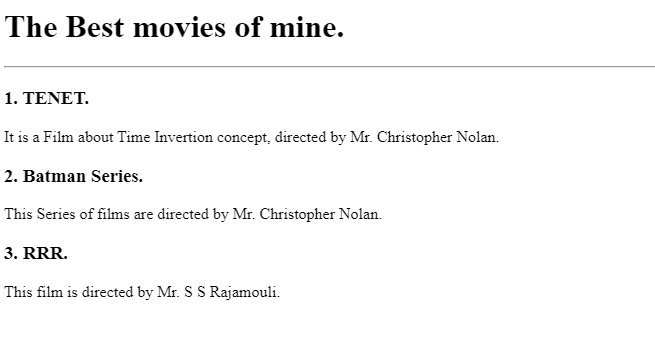 The Best movies of mine.
1. TENET.
It is a Film about Time Invertion concept, directed by Mr. Christopher Nolan.
2. Batman Series.
This Series of films are directed by Mr. Christopher Nolan.
3. RRR.
This film is directed by Mr. S S Rajamouli.